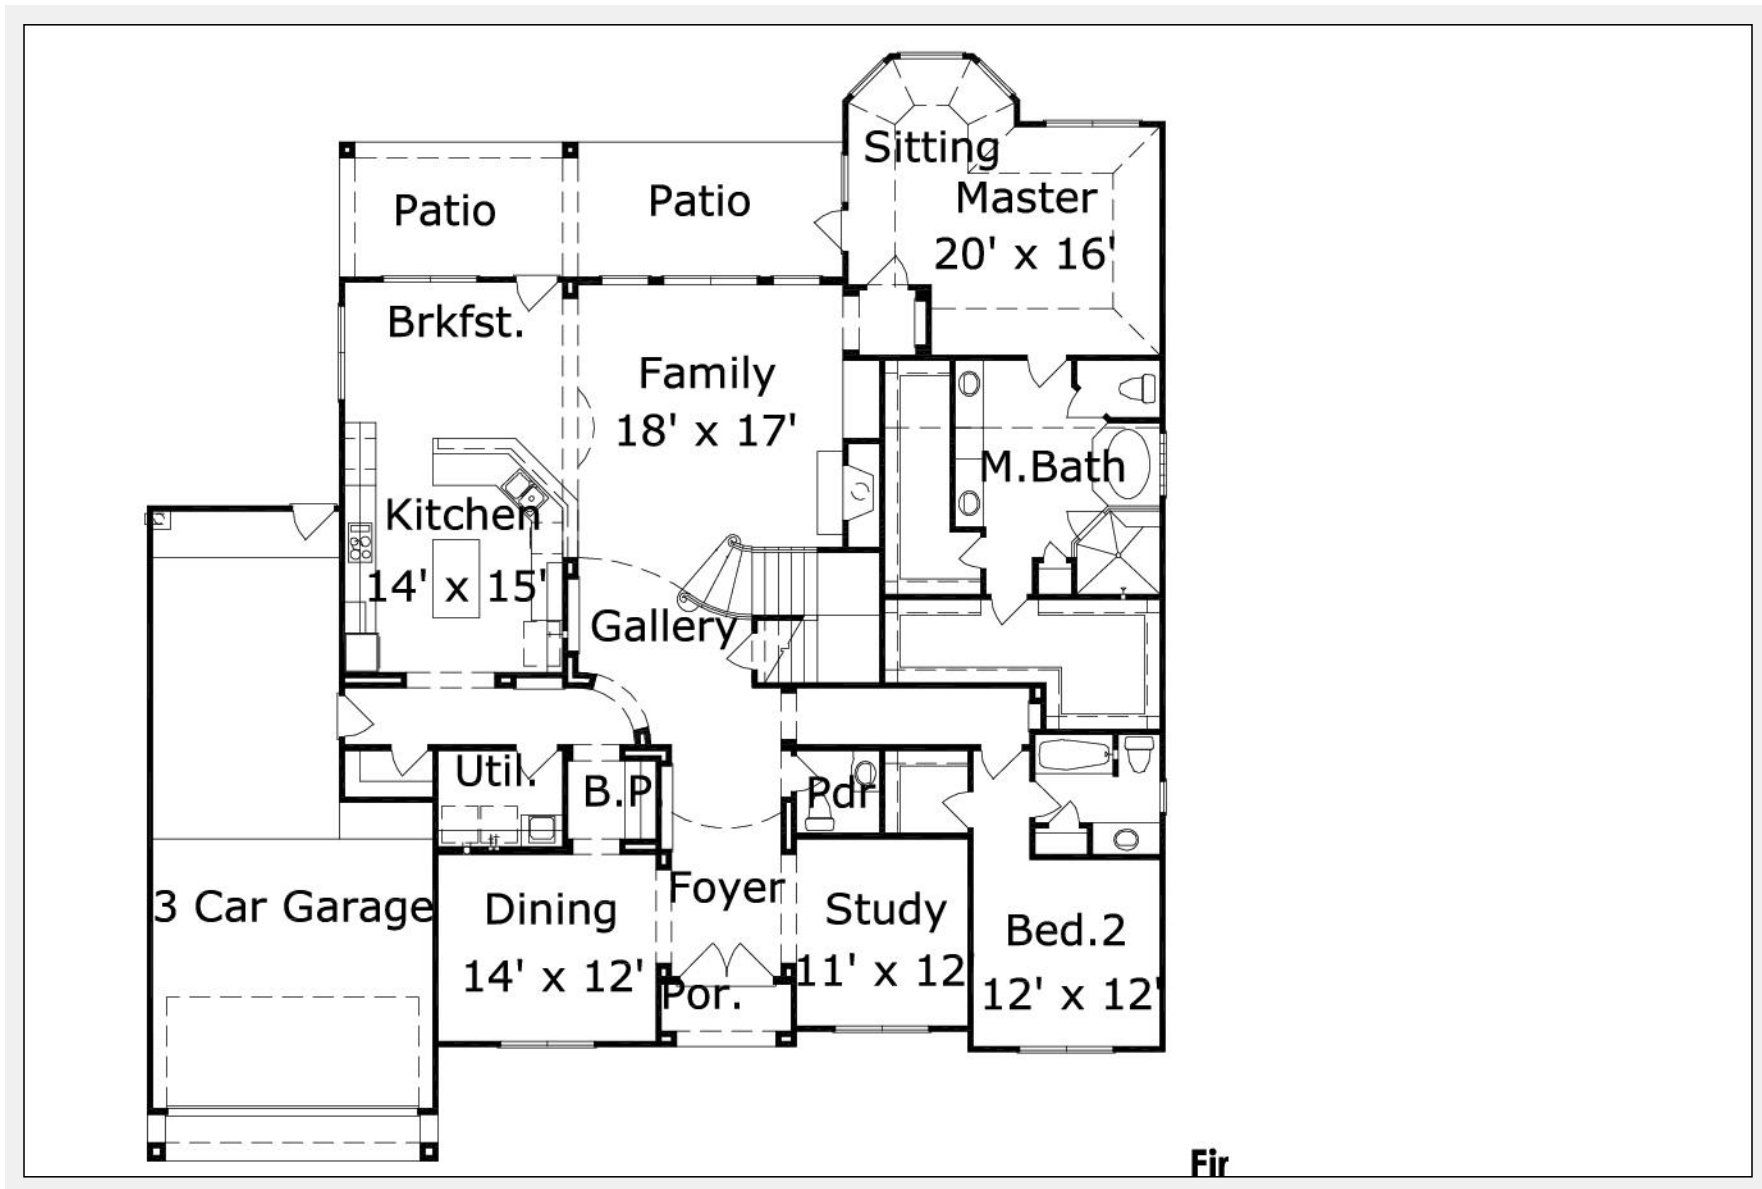 Sitting
Master
20' x 16'
Patio
Patio
Brkfst.
Family
18' x 17'
M.Bath
Kitchen
14' x 15'
Gallery
Util.
B.P.
Pdr
3 Car Garage
Dining
14' x 12'
Foyer
Por.
Study
11' x 12
Bed.2
12' x 12'
Fir